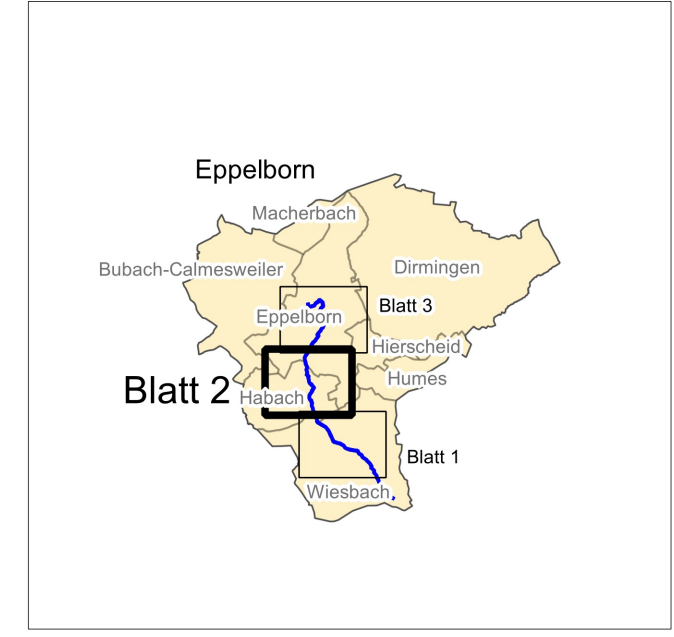 Eppelborn
Macherbach
Bubach-Calmesweiler
Dirmingen
Blatt 3
Eppelborn
Hierscheid
Humes
Blatt 2
Habach
Blatt 1
Wiesbach